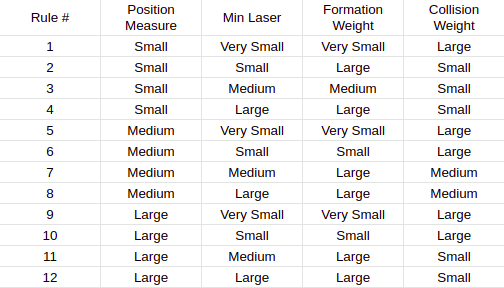 Rule # Position Measure Min Laser Formation Weight Collision Weight
1 Small Very Small Very Small Large
2 Small Small Large Small
3 Small Medium Medium Small
4 Small Large Large Small
5 Medium Very Small Very Small Large
6 Medium Small Small Large
7 Medium Medium Large Medium
8 Medium Large Large Medium
9 Large Very Small Very Small Large
10 Large Small Small Large
11 Large Medium Large Small
12 Large Large Large Small